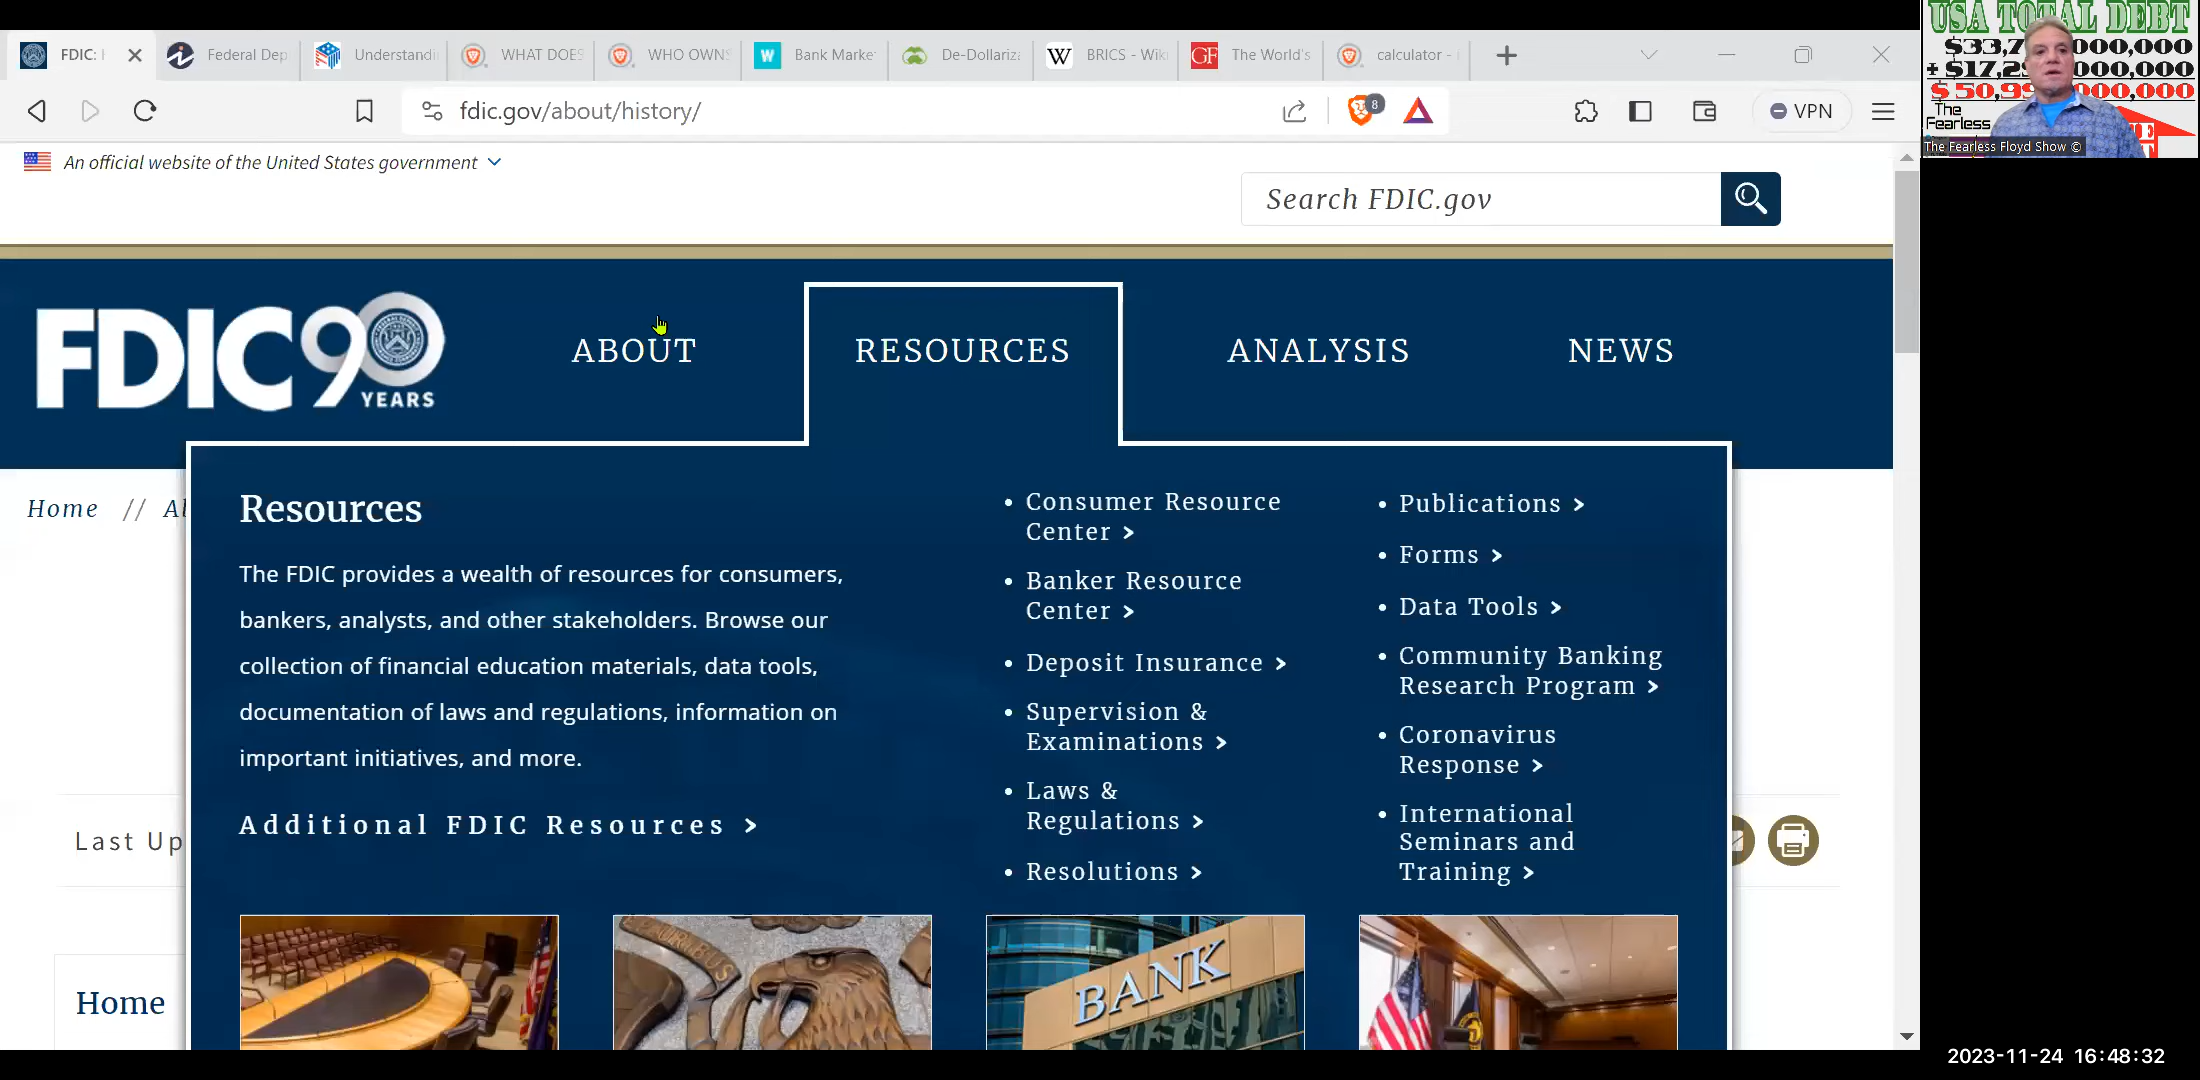 FDIC: H
Federal Dep
Understandi
WHAT DOES
WHO OWNS
Bank Marke
De-Dollariza
BRICS - Wik
The World's
calculator -
fdic.gov/about/history/
8
VPN
An official website of the United States government
Search FDIC.gov
FDIC 90
YEARS
ABOUT
RESOURCES
ANALYSIS
NEWS
Home // Al
Resources
The FDIC provides a wealth of resources for consumers,
bankers, analysts, and other stakeholders. Browse our
collection of financial education materials, data tools,
documentation of laws and regulations, information on
important initiatives, and more.
Additional FDIC Resources >
• Consumer Resource
Center >
• Banker Resource
Center >
• Deposit Insurance >
• Supervision &
Examinations >
• Laws &
Regulations >
• Resolutions >
• Publications >
• Forms >
• Data Tools >
• Community Banking
Research Program >
• Coronavirus
Response >
• International
Seminars and
Training >
Last Up
Home
BANK
USA TOTAL DEBT
The
Fearless
The Fearless Floyd Show ©
2023-11-24 16:48:32